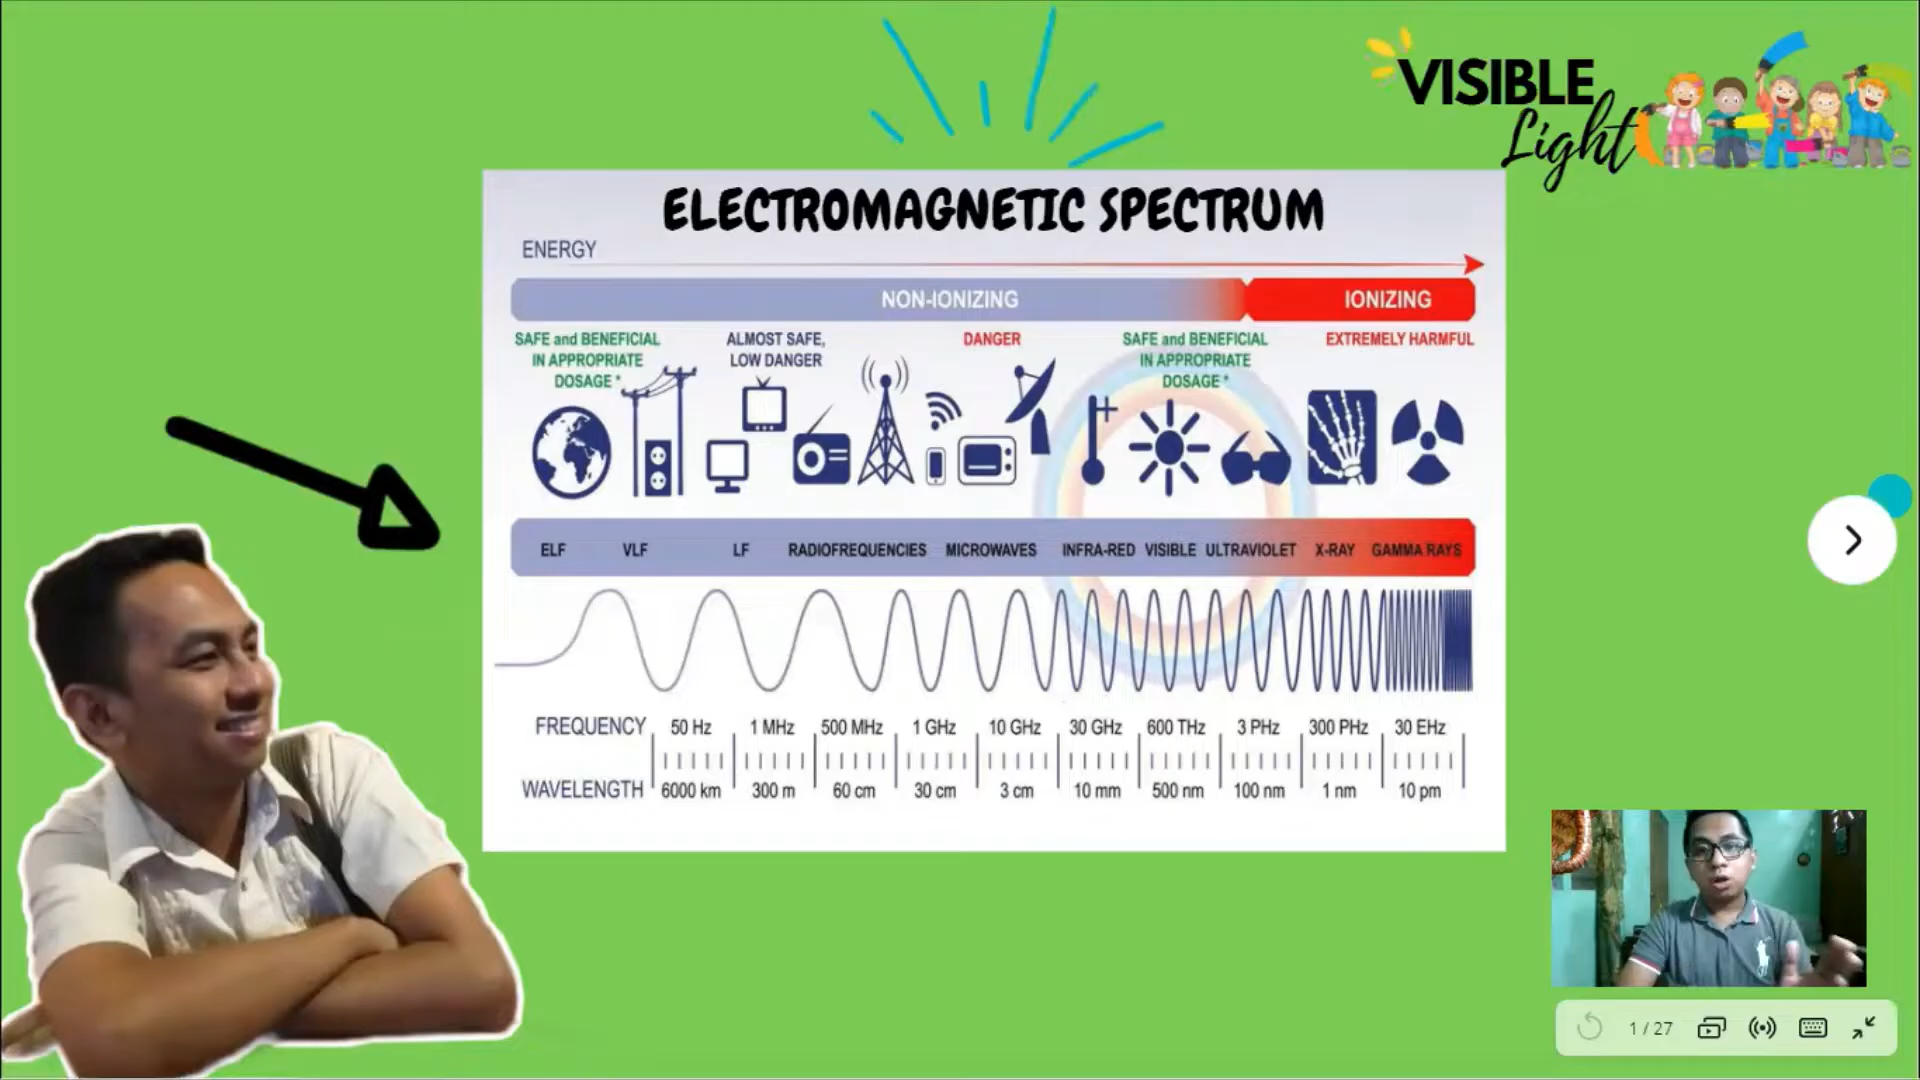 VISIBLE
Light
ELECTROMAGNETIC SPECTRUM
ENERGY
NON-IONIZING IONIZING
SAFE and BENEFICIAL IN APPROPRIATE DOSAGE *
ALMOST SAFE, LOW DANGER
DANGER
SAFE and BENEFICIAL IN APPROPRIATE DOSAGE *
EXTREMELY HARMFUL
ELF VLF LF RADIOFREQUENCIES MICROWAVES INFRA-RED VISIBLE ULTRAVIOLET X-RAY GAMMA RAYS
FREQUENCY 50 Hz 1 MHz 500 MHz 1 GHz 10 GHz 30 GHz 600 THz 3 PHz 300 PHz 30 EHz
WAVELENGTH 6000 km 300 m 60 cm 30 cm 3 cm 10 mm 500 nm 100 nm 1 nm 10 pm
1 / 27